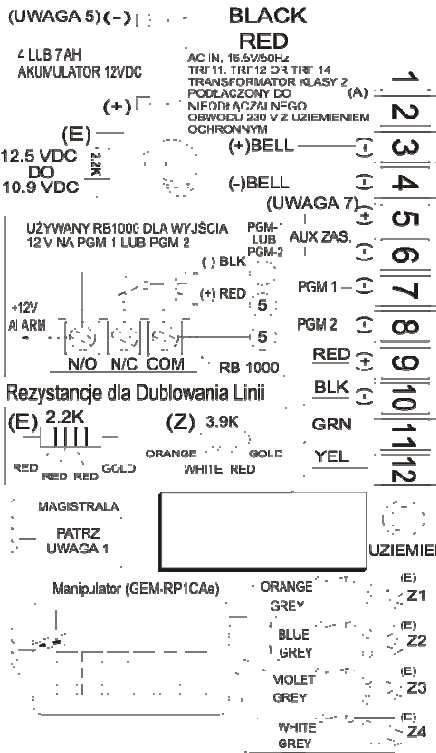 (UWAGA 5) (-)
BLACK
RED
4 LUB 7AH
AKUMULATOR 12VDC
AC IN, 16.5V/50Hz
TRF11, TRF12 OR TRF 14
TRANSFORMATOR KLASY 2
PODŁĄCZONY DO (A)
NIEODŁĄCZALNEGO
OBWODU 230 V Z UZIEMIENIEM
OCHRONNYM
(+)
(E)
2.2K
12.5 VDC
DO
10.9 VDC
(+)BELL (-)
(-)BELL (-)
(UWAGA 7)
AUX ZAS. (+)
(-)
PGM 1 (-)
PGM 2 (-)
RED (+)
BLK (-)
GRN
YEL
1
2
3
4
5
6
7
8
9
10
11
12
UŻYWANY RB1000 DLA WYJŚCIA
12V NA PGM 1 LUB PGM 2
PGM-
LUB
PGM-2
(-) BLK
(+) RED
5
5
+12V
ALARM
N/O N/C COM
RB 1000
Rezystancje dla Dublowania Linii
(E) 2.2K
RED RED RED GOLD
(Z) 3.9K
ORANGE WHITE RED GOLD
MAGISTRALA
PATRZ
UWAGA 1
UZIEMIE
Manipulator (GEM-RP1CAe)
ORANGE (E)
GREY Z1
BLUE (E)
GREY Z2
VIOLET (E)
GREY Z3
WHITE (E)
GREY Z4